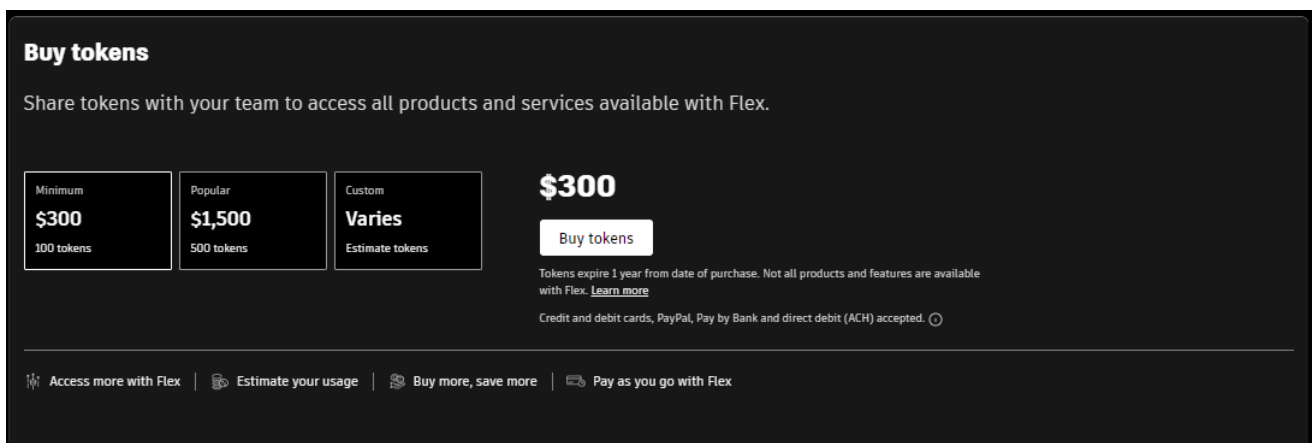 Buy tokens
Share tokens with your team to access all products and services available with Flex.
Minimum
$300
100 tokens
Popular
$1,500
500 tokens
Custom
Varies
Estimate tokens
$300
Buy tokens
Tokens expire 1 year from date of purchase. Not all products and features are available
with Flex. Learn more
Credit and debit cards, PayPal, Pay by Bank and direct debit (ACH) accepted.
Access more with Flex
Estimate your usage
Buy more, save more
Pay as you go with Flex